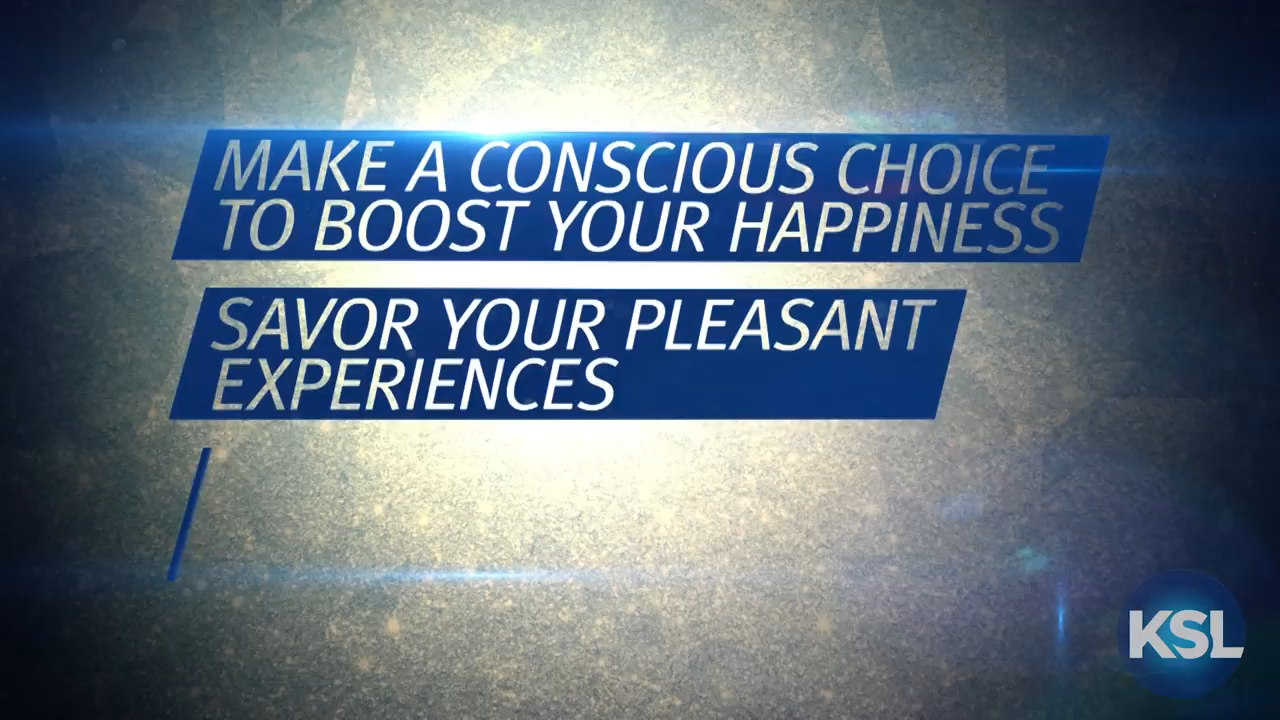 MAKE A CONSCIOUS CHOICE
TO BOOST YOUR HAPPINESS
SAVOR YOUR PLEASANT
EXPERIENCES
KSL